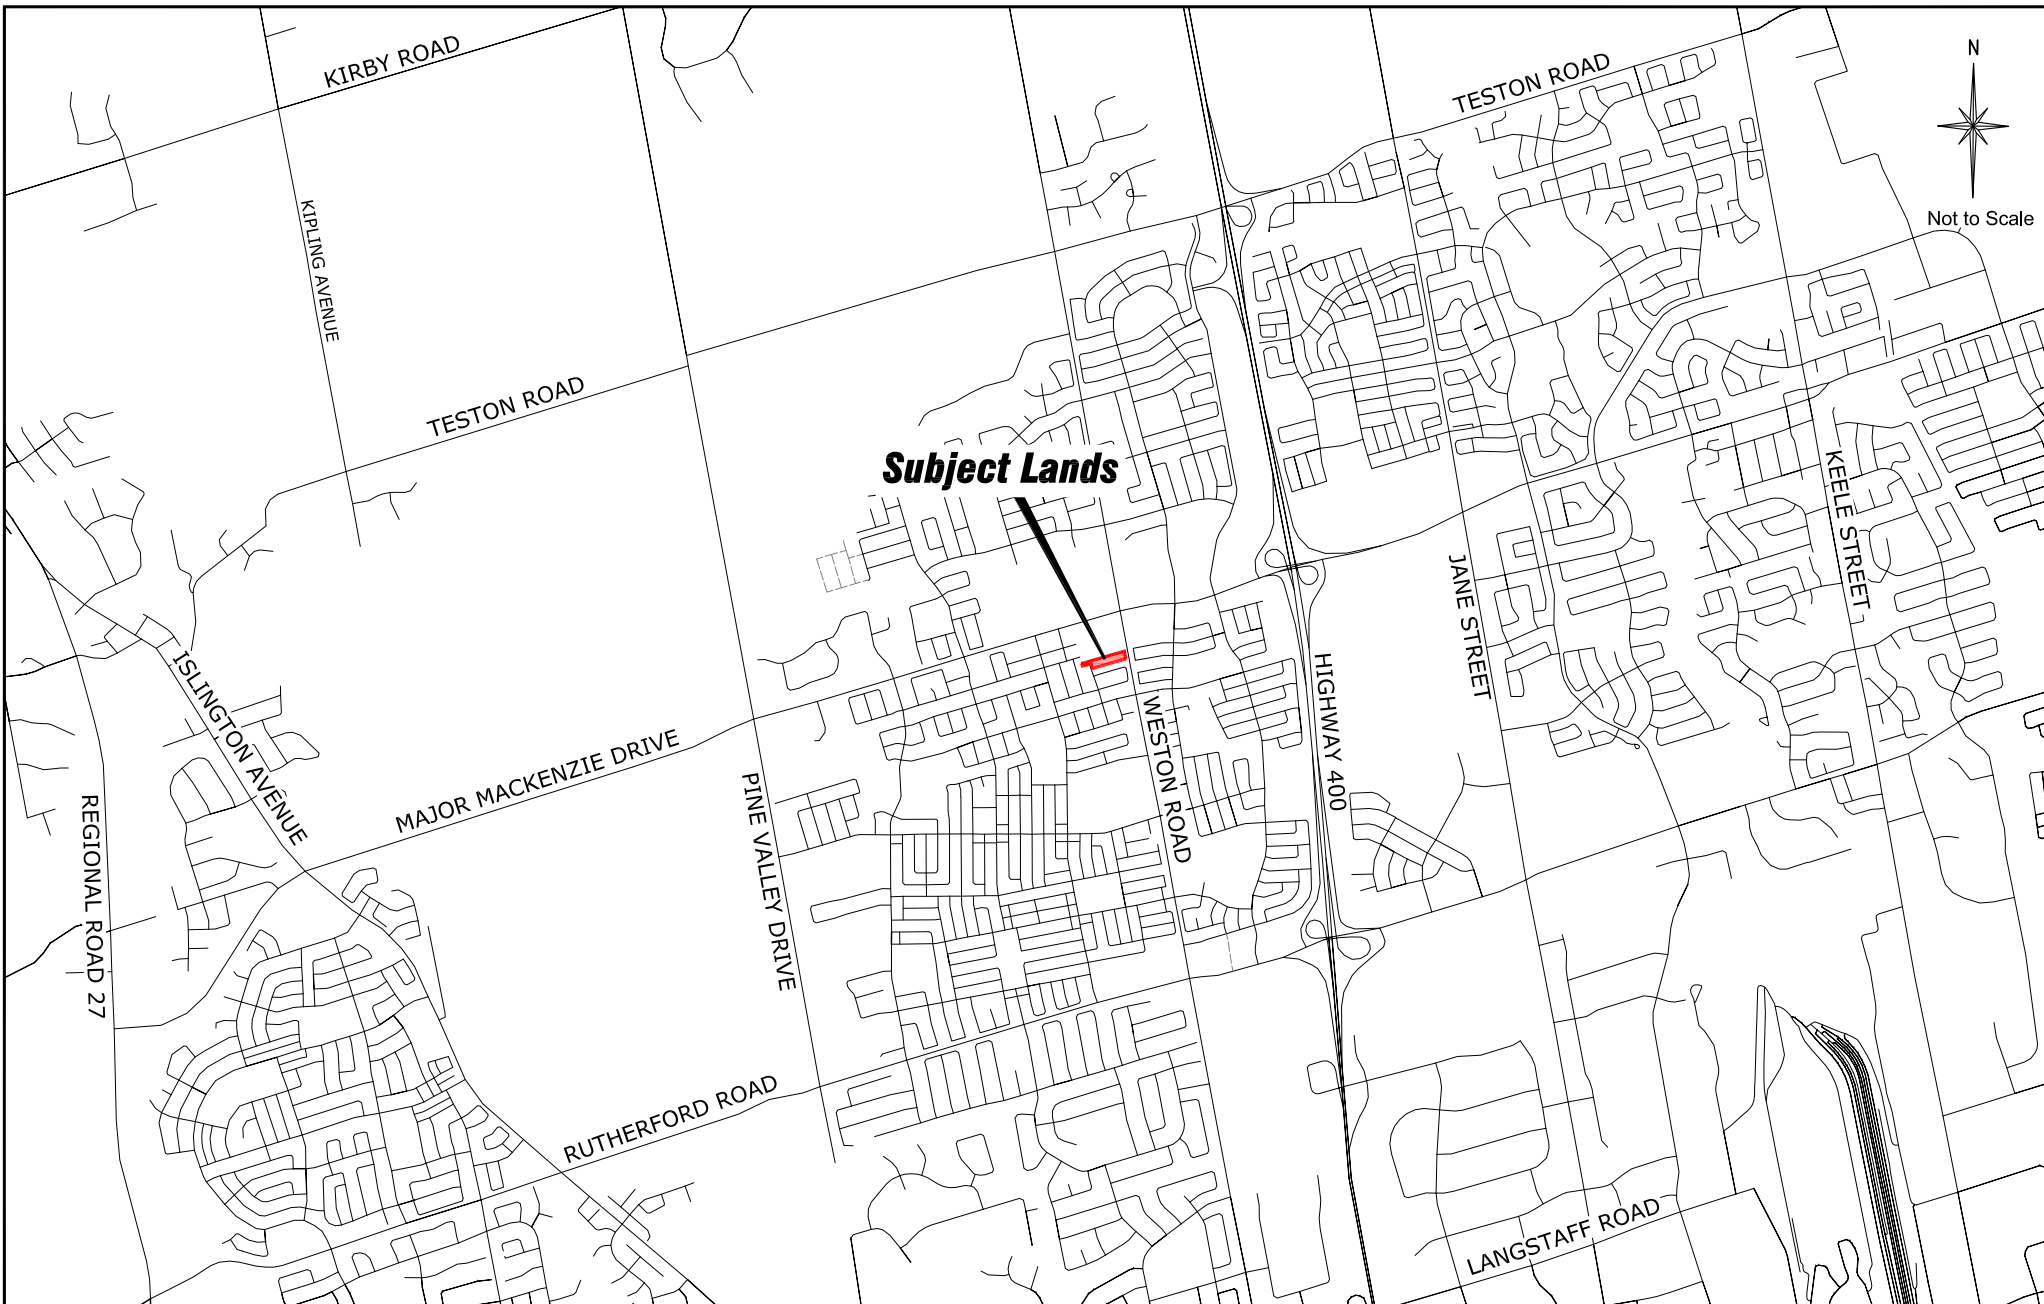 KIRBY ROAD
TESTON ROAD
N
Not to Scale
KIPLING AVENUE
TESTON ROAD
Subject Lands
KEELE STREET
JANE STREET
ISLINGTON AVENUE
HIGHWAY 400
WESTON ROAD
MAJOR MACKENZIE DRIVE
PINE VALLEY DRIVE
REGIONAL ROAD 27
RUTHERFORD ROAD
LANGSTAFF ROAD